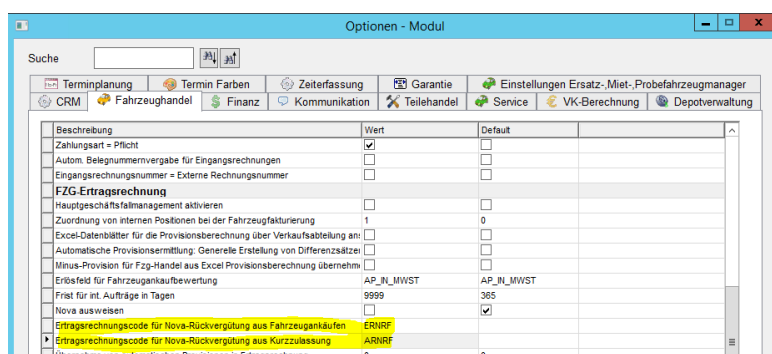 Optionen - Modul
Suche
Terminplanung Termin Farben Zeiterfassung Garantie Einstellungen Ersatz-,Miet-,Probefahrzeugmanager
CRM Fahrzeughandel Finanz Kommunikation Teilehandel Service VK-Berechnung Depotverwaltung
Beschreibung Wert Default
Zahlungsart = Pflicht
Autom. Belegnummernvergabe für Eingangsrechnungen
Eingangsrechnungsnummer = Externe Rechnungsnummer
FZG-Ertragsrechnung
Hauptgeschäftsfallmanagement aktivieren
Zuordnung von internen Positionen bei der Fahrzeugfakturierung 1 0
Excel-Datenblätter für die Provisionsberechnung über Verkaufsabteilung
Automatische Provisionsermittlung: Generelle Erstellung von Differenzsätze
Minus-Provision für Fzg-Handel aus Excel Provisionsberechnung
Erlösfeld für Fahrzeugankaufbewertung AP_IN_MWST AP_IN_MWST
Frist für int. Aufträge in Tagen 9999 365
Nova ausweisen
Ertragsrechnungscode für Nova-Rückvergütung aus Fahrzeugankäufen ERNRF
Ertragsrechnungscode für Nova-Rückvergütung aus Kurzzulassung ARNRF